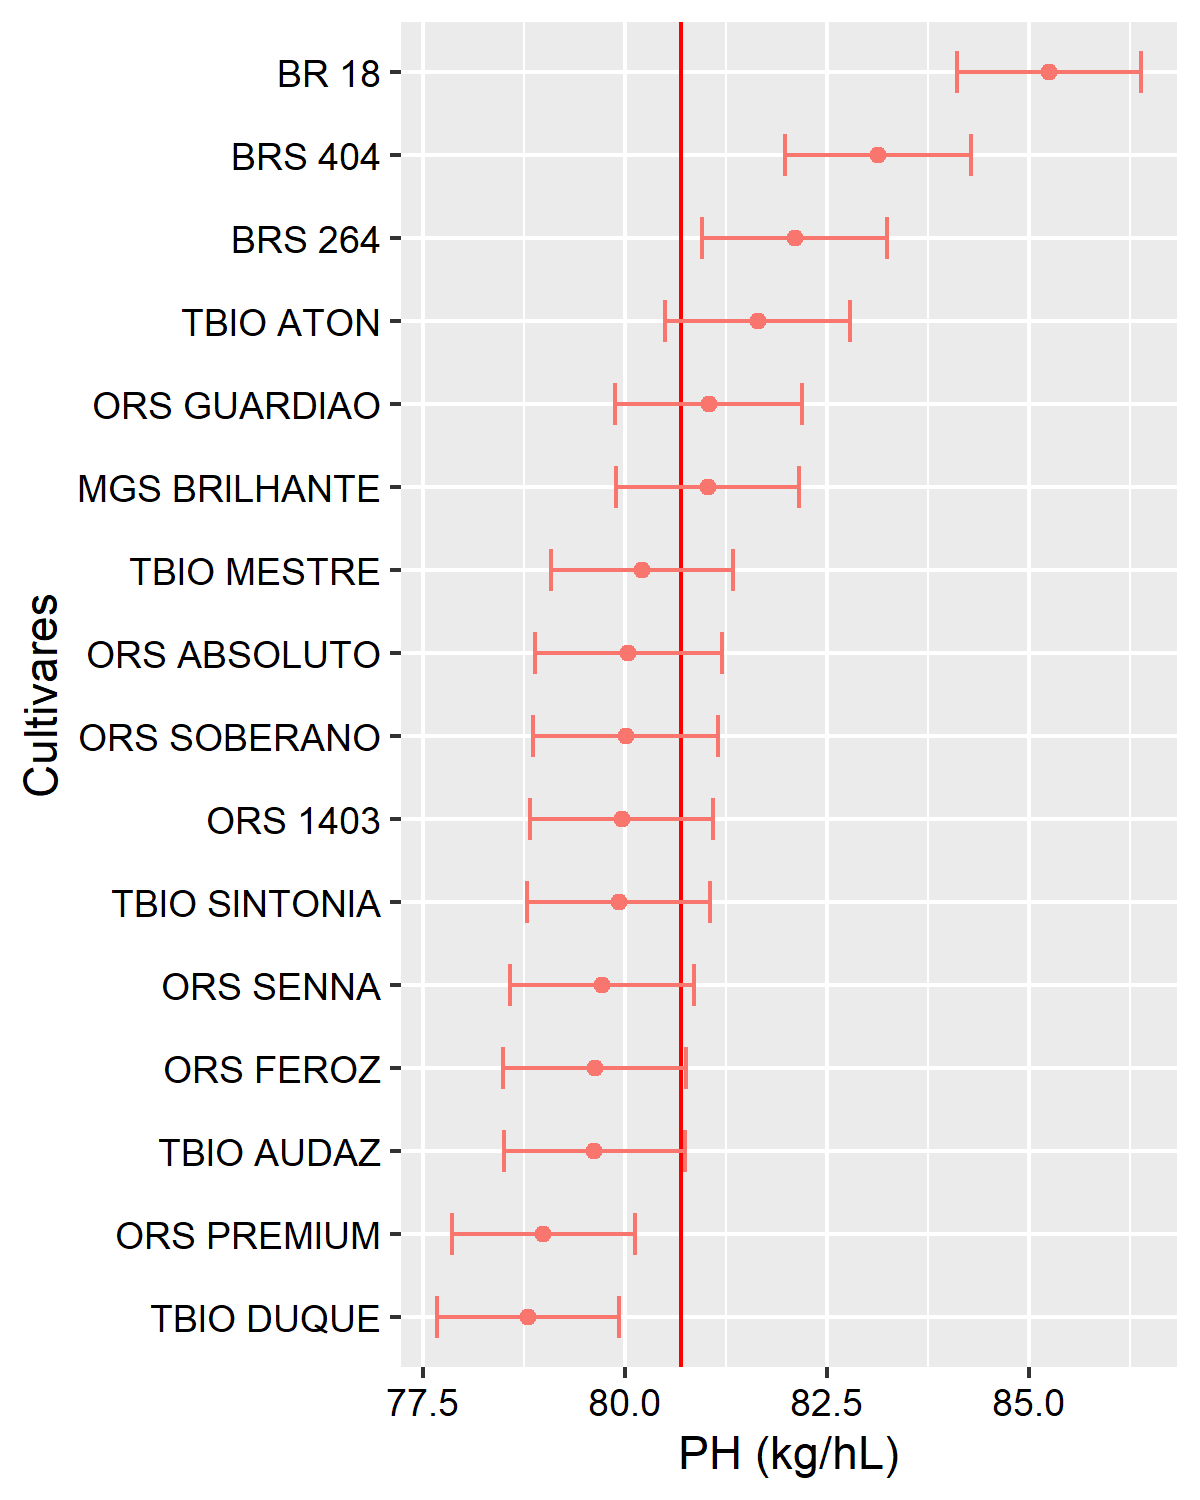 BR 18
BRS 404
BRS 264
TBIO ATON
ORS GUARDIAO
MGS BRILHANTE
TBIO MESTRE
ORS ABSOLUTO
ORS SOBERANO
ORS 1403
TBIO SINTONIA
ORS SENNA
ORS FEROZ
TBIO AUDAZ
ORS PREMIUM
TBIO DUQUE
Cultivares
77.5 80.0 82.5 85.0
PH (kg/hL)